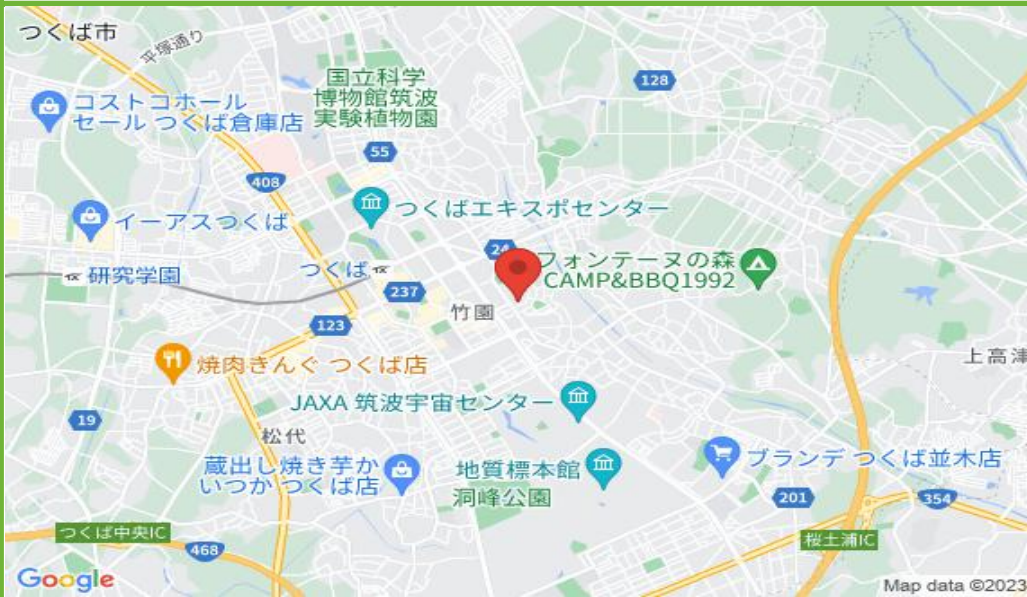 つくば市
平塚通り
国立科学
博物館筑波
実験植物園
128
コストコホール
セール つくば倉庫店
55
408
つくばエキスポセンター
イーアスつくば
24
フォンテーヌの森
CAMP&BBQ1992
つくば
研究学園
237
竹園
123
上高津
焼肉きんぐ つくば店
JAXA 筑波宇宙センター
19
松代
蔵出し焼き芋か
いつか つくば店
地質標本館
洞峰公園
ブランデ つくば並木店
201
354
つくば中央IC
468
桜土浦IC
Google
Map data ©2023